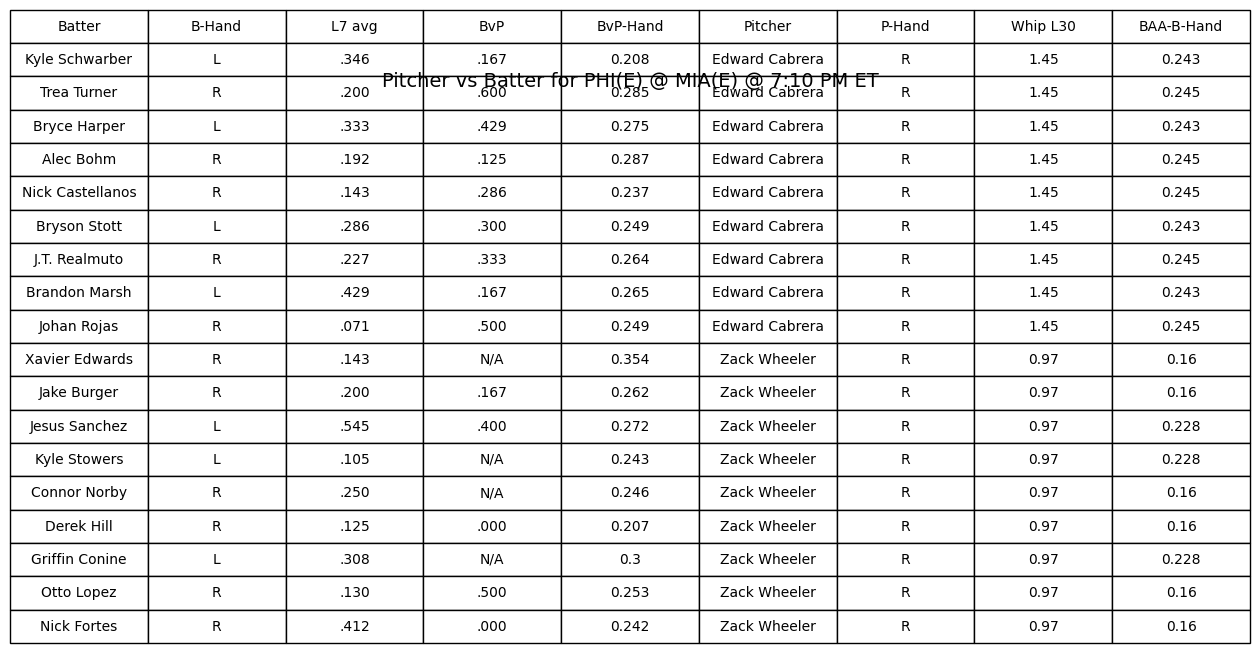 Batter B-Hand L7 avg BvP BvP-Hand Pitcher P-Hand Whip L30 BAA-B-Hand
Kyle Schwarber L .346 .167 0.208 Edward Cabrera R 1.45 0.243
Pitcher vs Batter for PHI(E) @ MIA(E) @ 7:10 PM ET
Trea Turner R .200 .600 0.285 Edward Cabrera R 1.45 0.245
Bryce Harper L .333 .429 0.275 Edward Cabrera R 1.45 0.243
Alec Bohm R .192 .125 0.287 Edward Cabrera R 1.45 0.245
Nick Castellanos R .143 .286 0.237 Edward Cabrera R 1.45 0.245
Bryson Stott L .286 .300 0.249 Edward Cabrera R 1.45 0.243
J.T. Realmuto R .227 .333 0.264 Edward Cabrera R 1.45 0.245
Brandon Marsh L .429 .167 0.265 Edward Cabrera R 1.45 0.243
Johan Rojas R .071 .500 0.249 Edward Cabrera R 1.45 0.245
Xavier Edwards R .143 N/A 0.354 Zack Wheeler R 0.97 0.16
Jake Burger R .200 .167 0.262 Zack Wheeler R 0.97 0.16
Jesus Sanchez L .545 .400 0.272 Zack Wheeler R 0.97 0.228
Kyle Stowers L .105 N/A 0.243 Zack Wheeler R 0.97 0.228
Connor Norby R .250 N/A 0.246 Zack Wheeler R 0.97 0.16
Derek Hill R .125 .000 0.207 Zack Wheeler R 0.97 0.16
Griffin Conine L .308 N/A 0.3 Zack Wheeler R 0.97 0.228
Otto Lopez R .130 .500 0.253 Zack Wheeler R 0.97 0.16
Nick Fortes R .412 .000 0.242 Zack Wheeler R 0.97 0.16